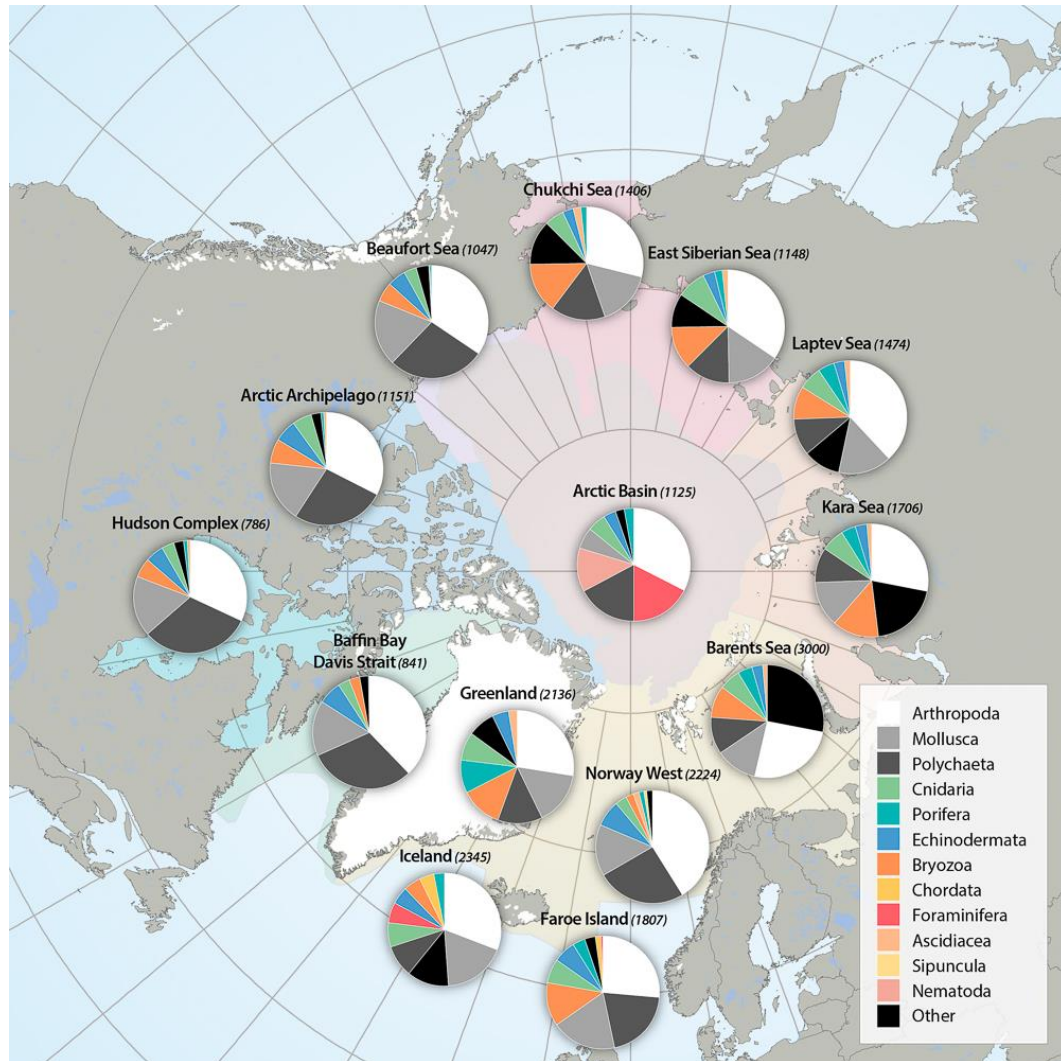 Chukchi Sea (1406)
Beaufort Sea (1047)
East Siberian Sea (1148)
Laptev Sea (1474)
Arctic Archipelago (1151)
Arctic Basin (1125)
Kara Sea (1706)
Hudson Complex (786)
Baffin Bay
Davis Strait (841)
Barents Sea (3000)
Greenland (2136)
Norway West (2224)
Iceland (2345)
Faroe Island (1807)
Arthropoda
Mollusca
Polychaeta
Cnidaria
Porifera
Echinodermata
Bryozoa
Chordata
Foraminifera
Ascidiacea
Sipuncula
Nematoda
Other